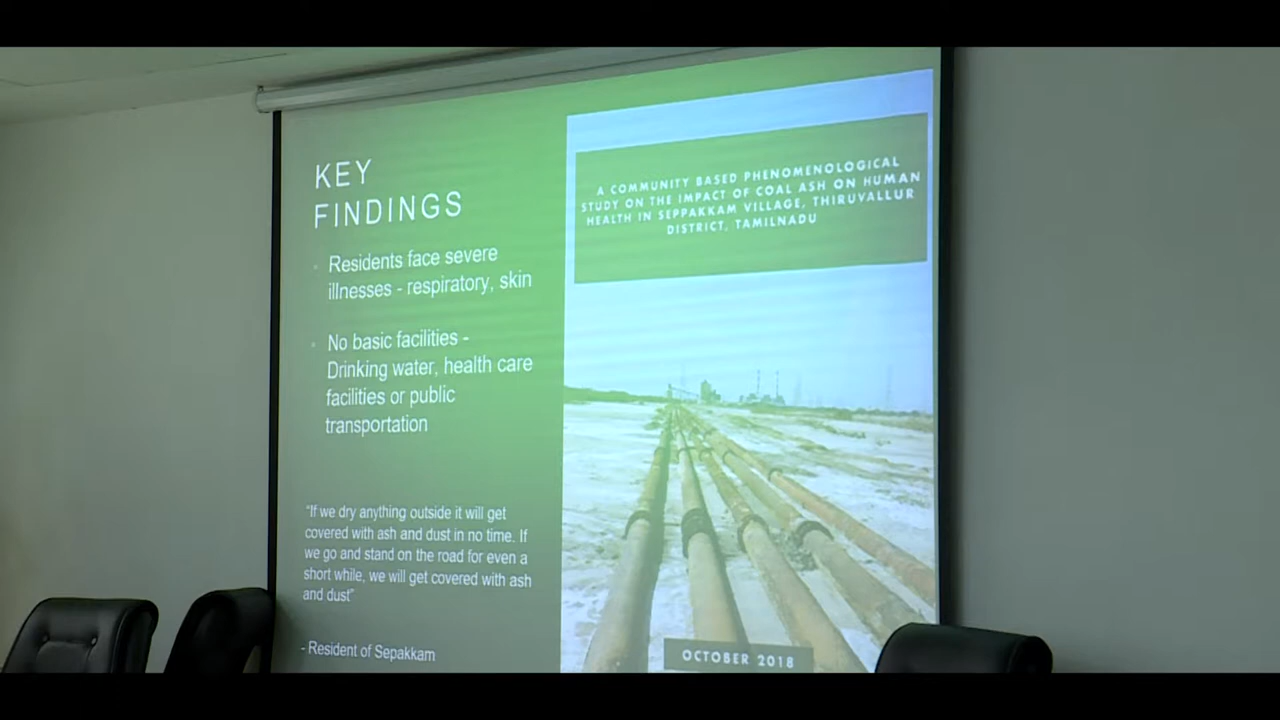 KEY
FINDINGS
Residents face severe
illnesses - respiratory, skin
No basic facilities -
Drinking water, health care
facilities or public
transportation
"If we dry anything outside it will get
covered with ash and dust in no time. If
we go and stand on the road for even a
short while, we will get covered with ash
and dust"
- Resident of Sepakkam
A COMMUNITY BASED PHENOMENOLOGICAL
STUDY ON THE IMPACT OF COAL ASH ON HUMAN
HEALTH IN SEPPAKKAM VILLAGE, THIRUVALLUR
DISTRICT, TAMILNADU
OCTOBER 2018